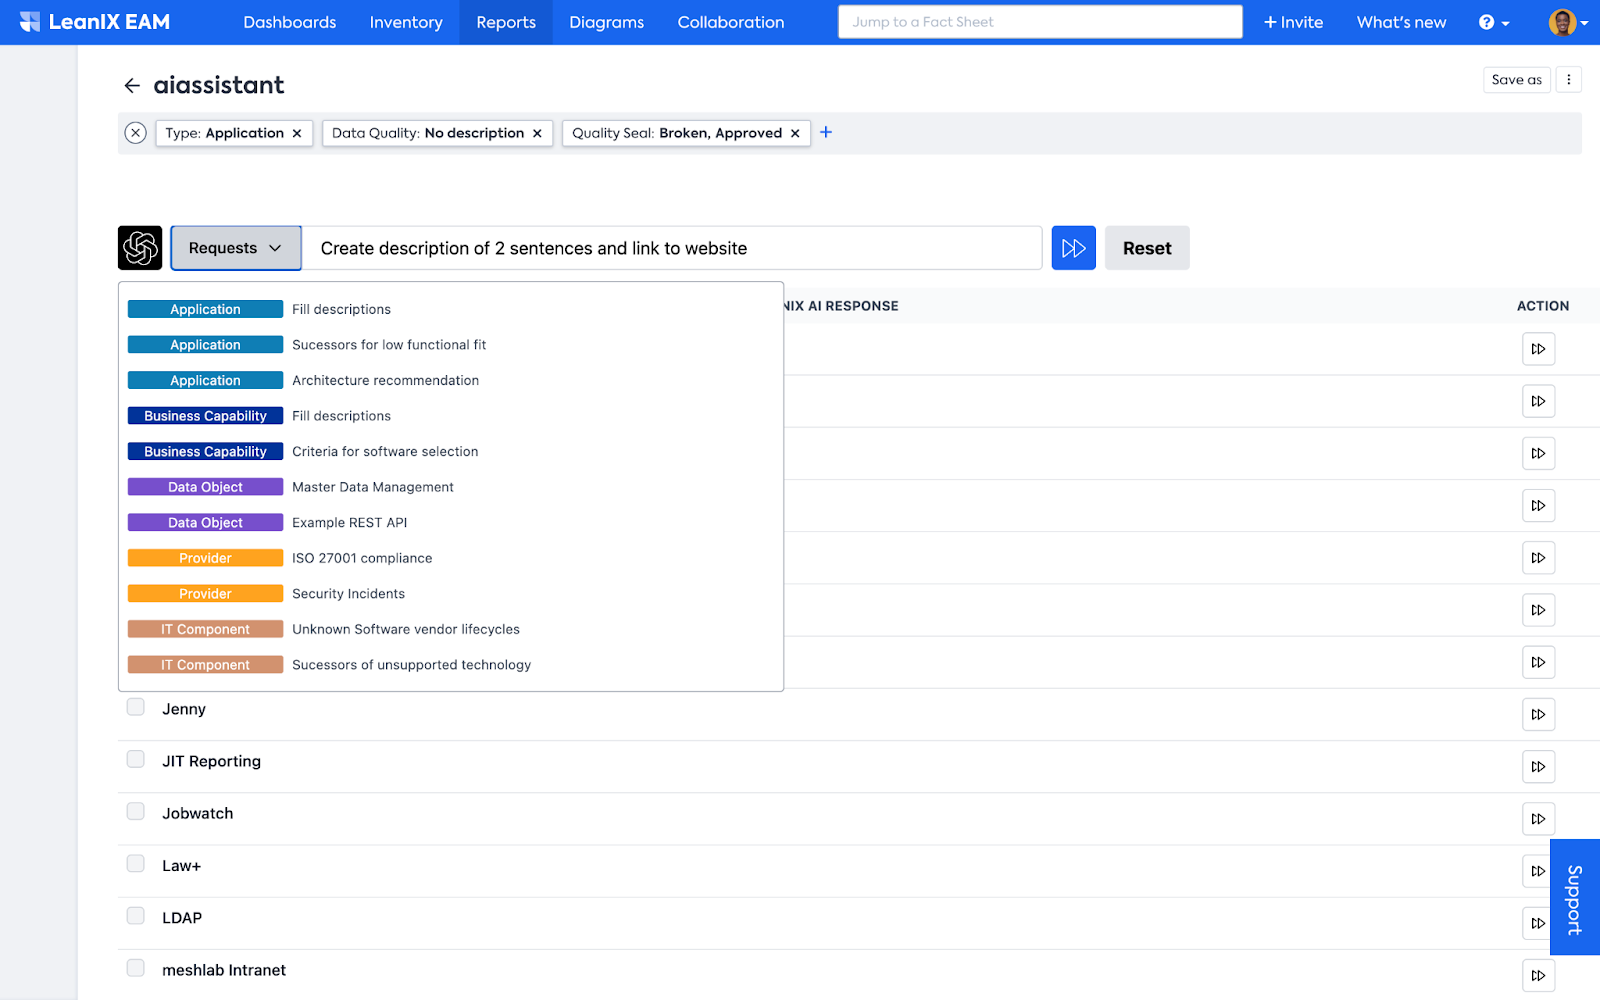 LeanIX EAM Dashboards Inventory Reports Diagrams Collaboration Jump to a Fact Sheet + Invite What's new ?
aiassistant Save as
Type: Application × Data Quality: No description × Quality Seal: Broken, Approved × +
Requests Create description of 2 sentences and link to website Reset
NIX AI RESPONSE ACTION
Application Fill descriptions
Application Sucessors for low functional fit
Application Architecture recommendation
Business Capability Fill descriptions
Business Capability Criteria for software selection
Data Object Master Data Management
Data Object Example REST API
Provider ISO 27001 compliance
Provider Security Incidents
IT Component Unknown Software vendor lifecycles
IT Component Sucessors of unsupported technology
Jenny
JIT Reporting
Jobwatch
Law+
LDAP
meshlab Intranet
Support